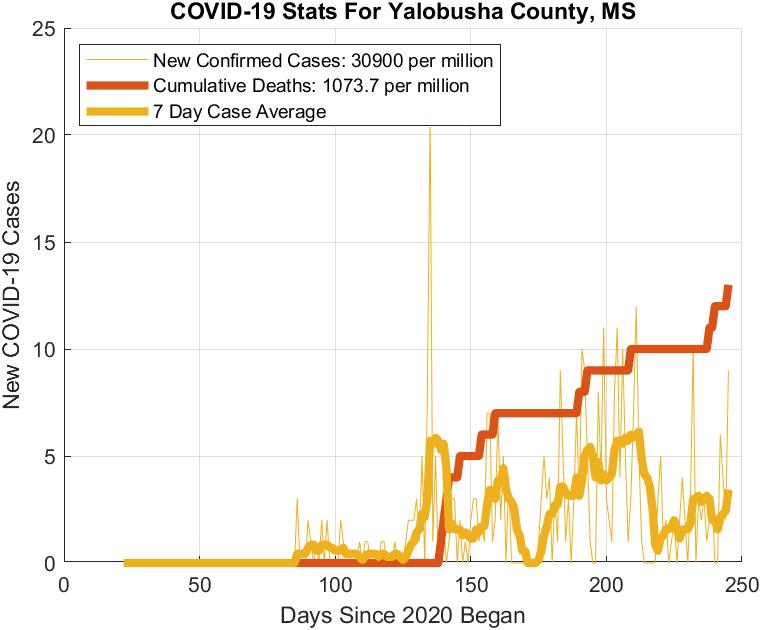 COVID-19 Stats For Yalobusha County, MS
New Confirmed Cases: 30900 per million
Cumulative Deaths: 1073.7 per million
7 Day Case Average
New COVID-19 Cases
25
20
15
10
5
0
0 50 100 150 200 250
Days Since 2020 Began